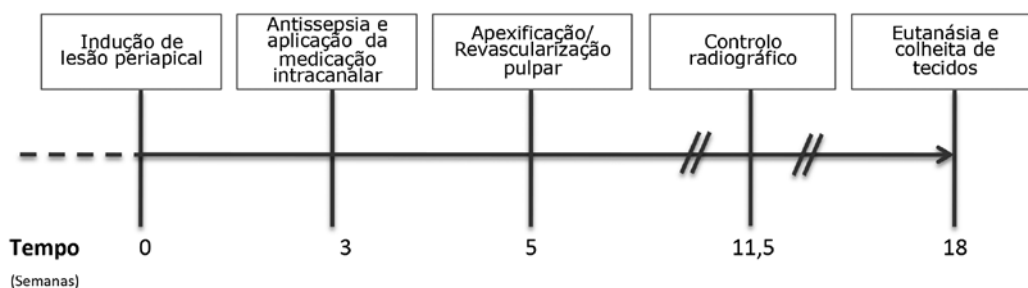 Indução de
lesão periapical
Antissepsia e
aplicação da
medicação
intracanalar
Apexificação/
Revascularização
pulpar
Controlo
radiográfico
Eutanásia e
colheita de
tecidos
Tempo 0 3 5 11,5 18
(Semanas)